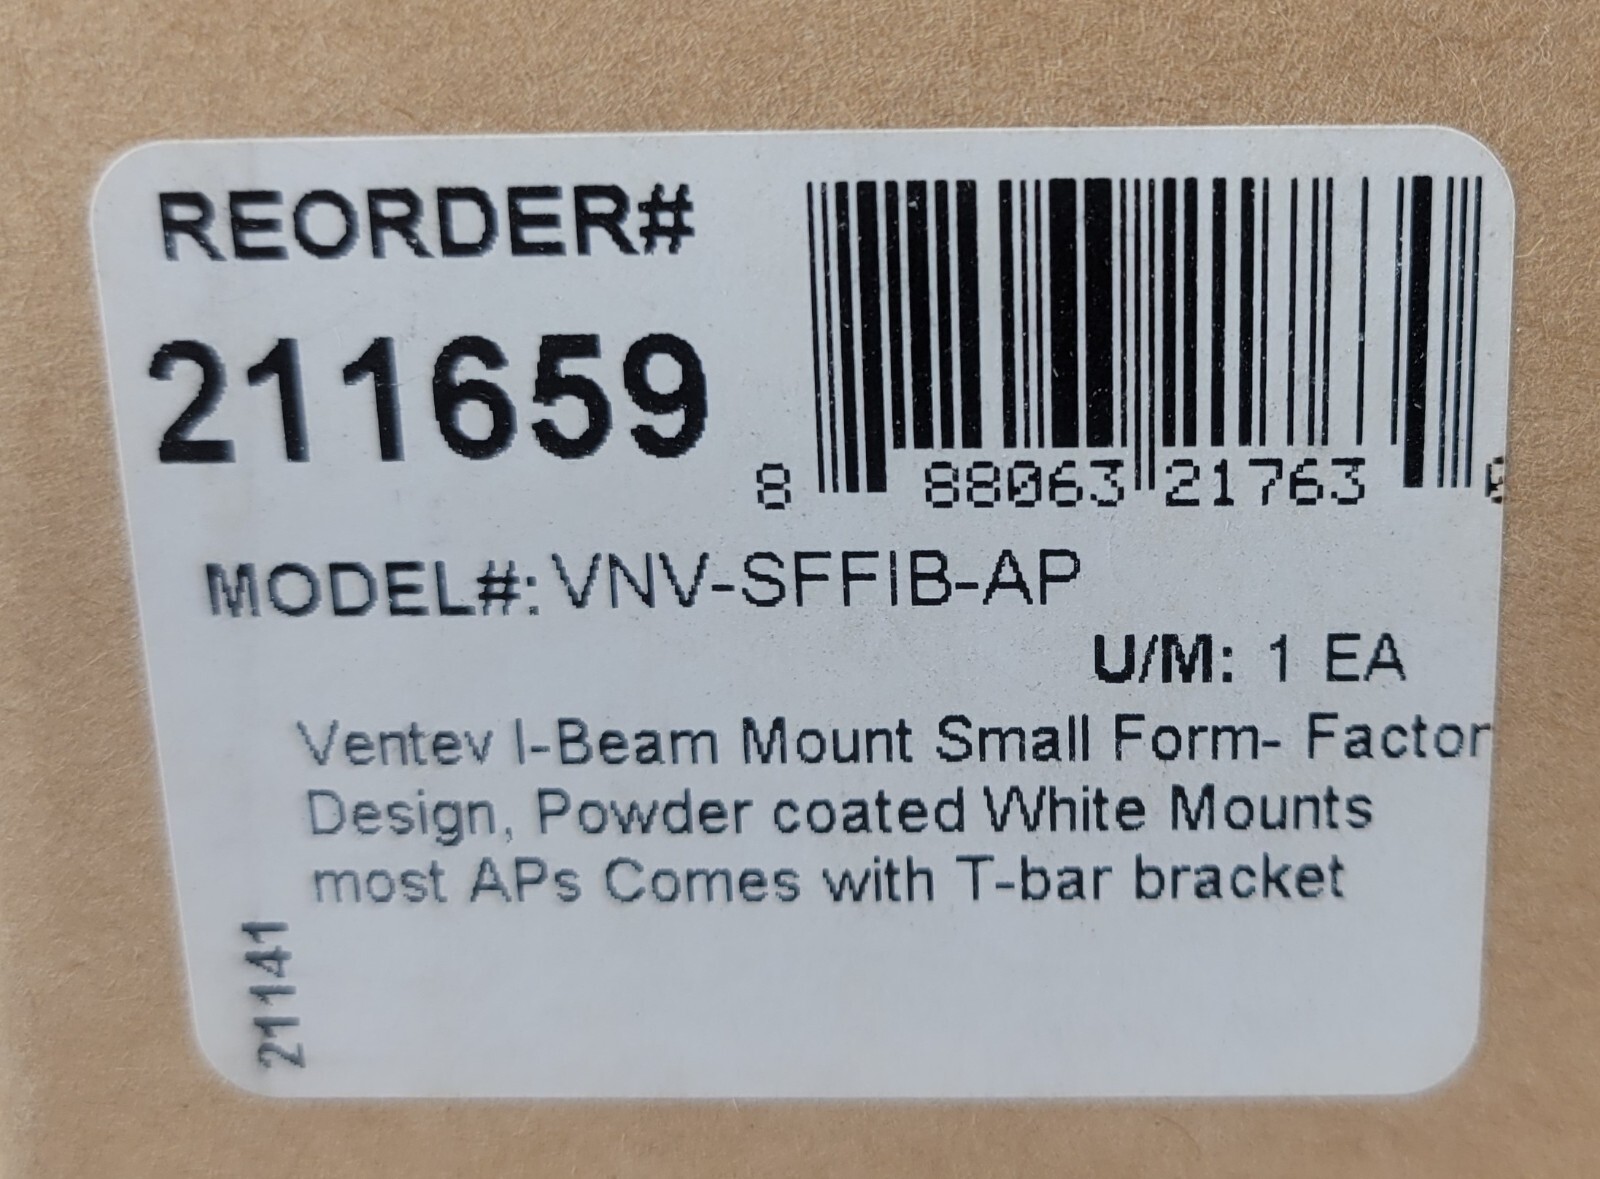 REORDER#
211659
8 88063 21763
MODEL#: VNV-SFFIB-AP
U/M: 1 EA
Ventev I-Beam Mount Small Form- Factor
Design, Powder coated White Mounts
most APs Comes with T-bar bracket
21141